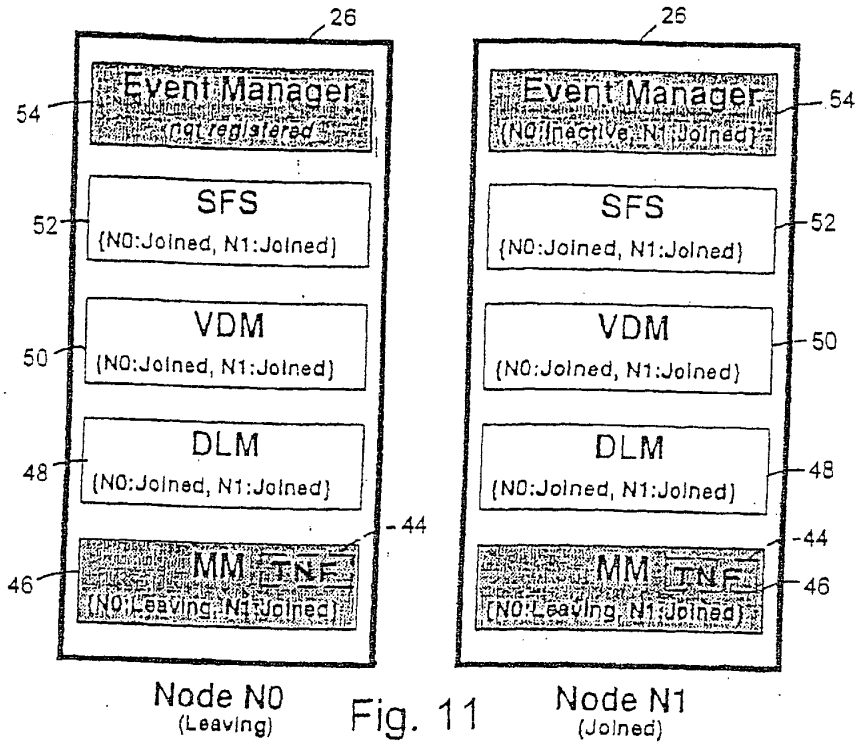 26
54
Event Manager
not registered
52
SFS
{N0:Joined, N1:Joined}
50
VDM
{N0:Joined, N1:Joined}
48
DLM
{N0:Joined, N1:Joined}
44
46
MM TNF
{N0:Leaving, N1:Joined}
Node N0
(Leaving)
26
Event Manager
54
{N0:Inactive, N1:Joined}
SFS
52
{N0:Joined, N1:Joined}
VDM
50
{N0:Joined, N1:Joined}
DLM
48
{N0:Joined, N1:Joined}
44
MM TNF
46
{N0:Leaving, N1:Joined}
Node N1
(Joined)
Fig. 11